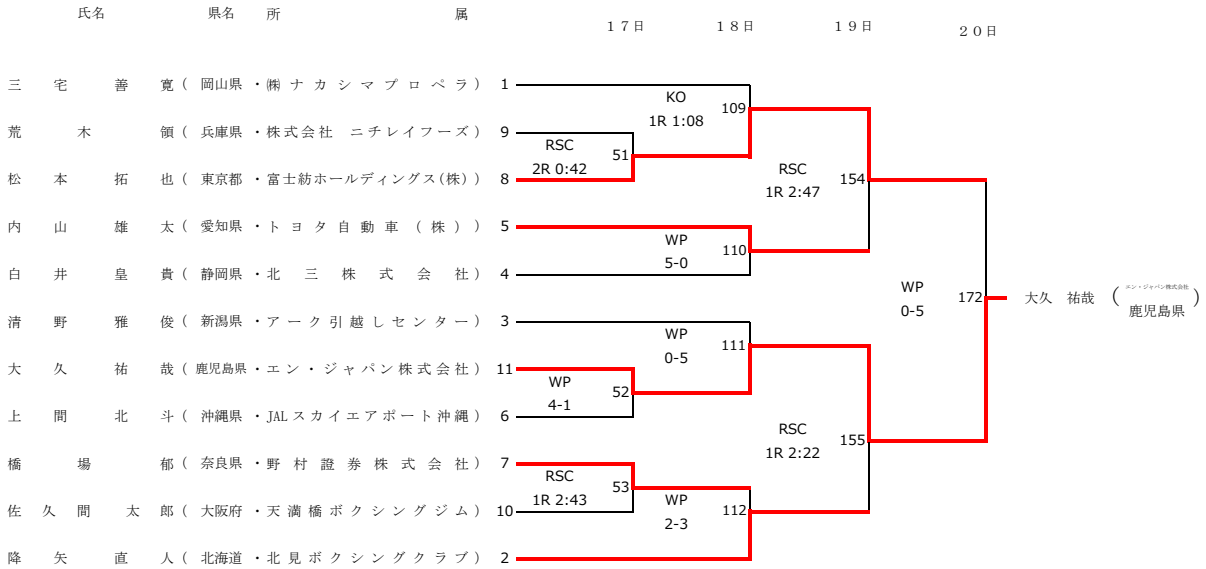 氏名 県名 所属 17日 18日 19日 20日
三宅善寛(岡山県・㈱ナカシマプロペラ) 1
KO 109
1R 1:08
荒木領(兵庫県・株式会社 ニチレイフーズ) 9
RSC 51
2R 0:42
松本拓也(東京都・富士紡ホールディングス(株)) 8
RSC 154
1R 2:47
内山雄太(愛知県・トヨタ自動車(株)) 5
WP 110
5-0
白井皇貴(静岡県・北三株式会社) 4
WP 172
0-5
大久 祐哉 (エン・ジャパン株式会社
鹿児島県)
清野雅俊(新潟県・アーク引越しセンター) 3
WP 111
0-5
大久祐哉(鹿児島県・エン・ジャパン株式会社) 11
WP 52
4-1
上間北斗(沖縄県・JALスカイエアポート沖縄) 6
RSC 155
1R 2:22
橋場郁(奈良県・野村證券株式会社) 7
RSC 53
1R 2:43
WP 112
2-3
佐久間太郎(大阪府・天満橋ボクシングジム) 10
降矢直人(北海道・北見ボクシングクラブ) 2